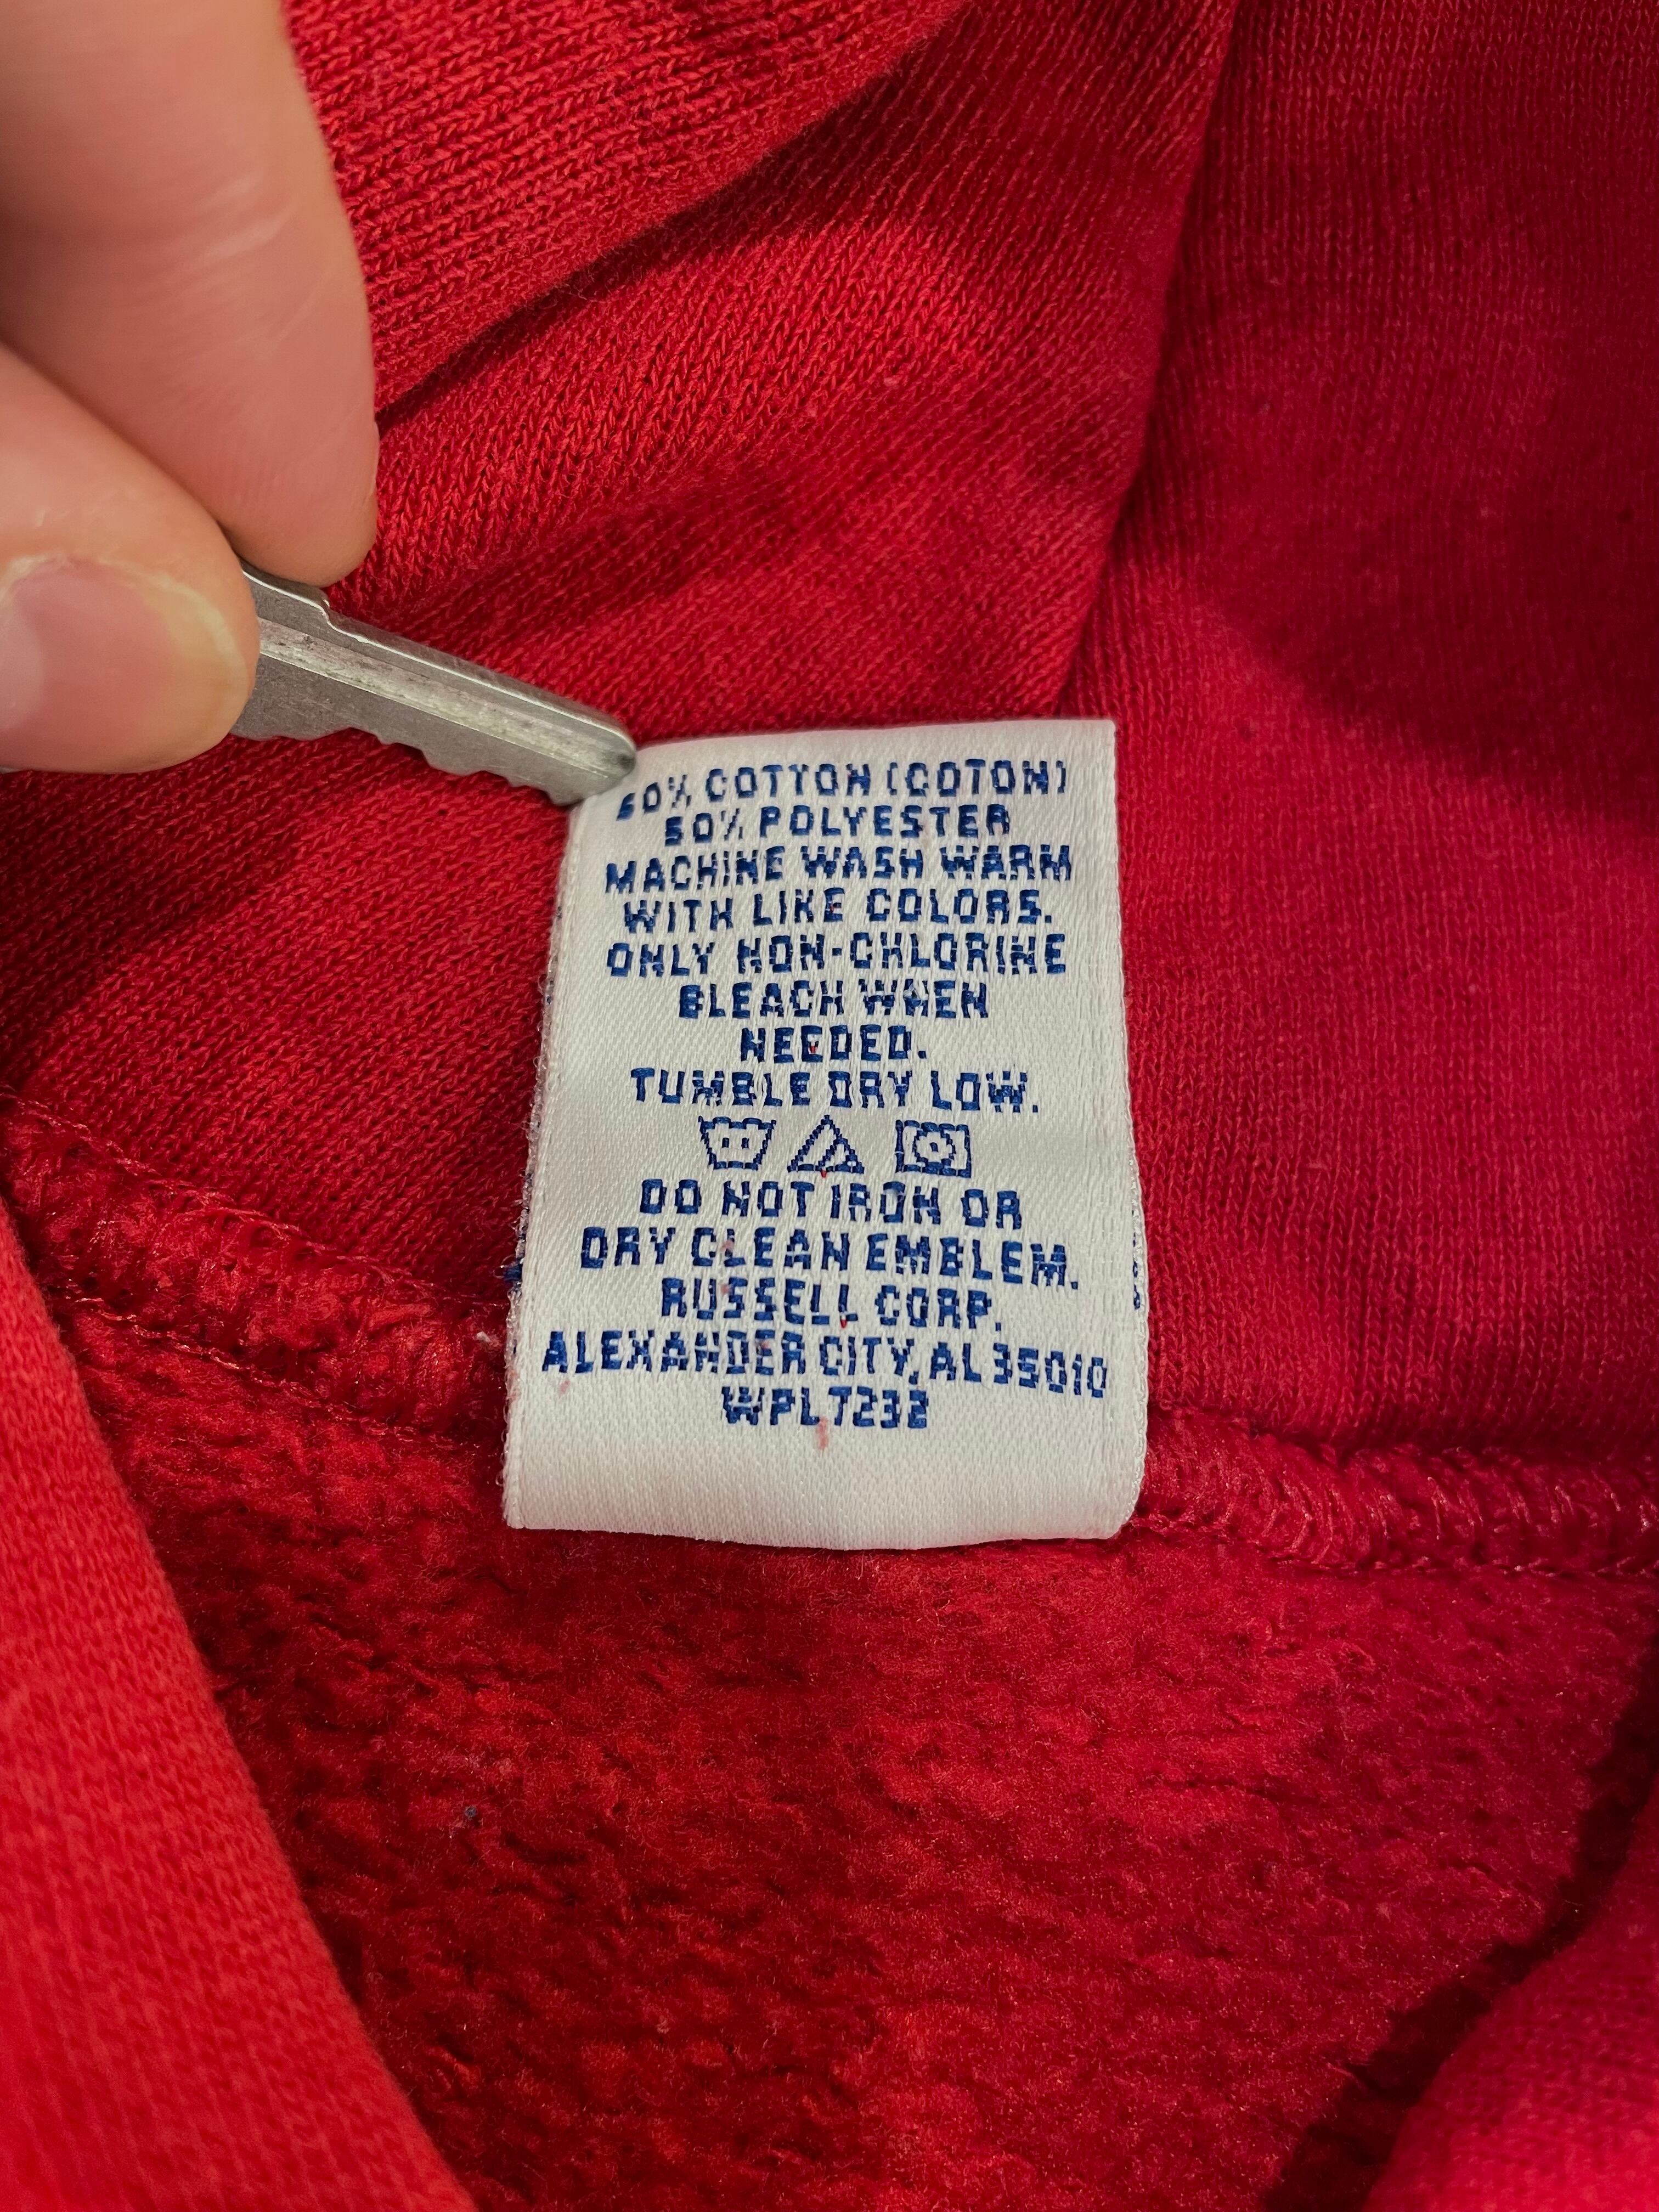 50% COTTON (COTON)
50% POLYESTER
MACHINE WASH WARM
WITH LIKE COLORS.
ONLY NON-CHLORINE
BLEACH WHEN
NEEDED.
TUMBLE DRY LOW.
DO NOT IRON OR
DRY CLEAN EMBLEM.
RUSSELL CORP.
ALEXANDER CITY, AL 35010
WPL 7232